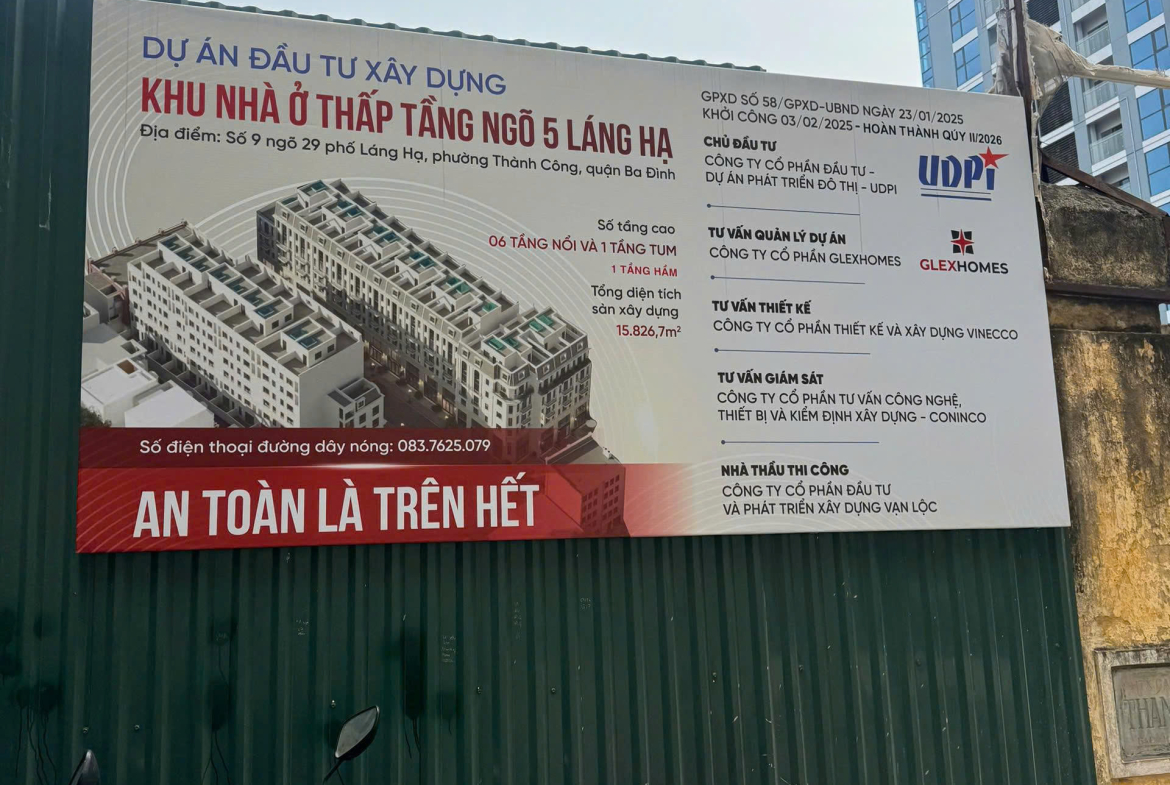 DỰ ÁN ĐẦU TƯ XÂY DỰNG
KHU NHÀ Ở THẤP TẦNG NGÕ 5 LÁNG HẠ
Địa điểm: Số 9 ngõ 29 phố Láng Hạ, phường Thành Công, quận Ba Đình
Số tầng cao
06 TẦNG NỔI VÀ 1 TẦNG TUM
1 TẦNG HẦM
Tổng diện tích
sàn xây dựng
15.826,7m²
Số điện thoại đường dây nóng: 083.7625.079
AN TOÀN LÀ TRÊN HẾT
GPXD SỐ 58/GPXD-UBND NGÀY 23/01/2025
KHỞI CÔNG 03/02/2025 - HOÀN THÀNH QÚY II/2026
CHỦ ĐẦU TƯ
CÔNG TY CỔ PHẦN ĐẦU TƯ -
DỰ ÁN PHÁT TRIỂN ĐÔ THỊ - UDPI
UDPi
TƯ VẤN QUẢN LÝ DỰ ÁN
CÔNG TY CỔ PHẦN GLEXHOMES
GLEXHOMES
TƯ VẤN THIẾT KẾ
CÔNG TY CỔ PHẦN THIẾT KẾ VÀ XÂY DỰNG VINECCO
TƯ VẤN GIÁM SÁT
CÔNG TY CỔ PHẦN TƯ VẤN CÔNG NGHỆ,
THIẾT BỊ VÀ KIỂM ĐỊNH XÂY DỰNG - CONINCO
NHÀ THẦU THI CÔNG
CÔNG TY CỔ PHẦN ĐẦU TƯ
VÀ PHÁT TRIỂN XÂY DỰNG VẠN LỘC